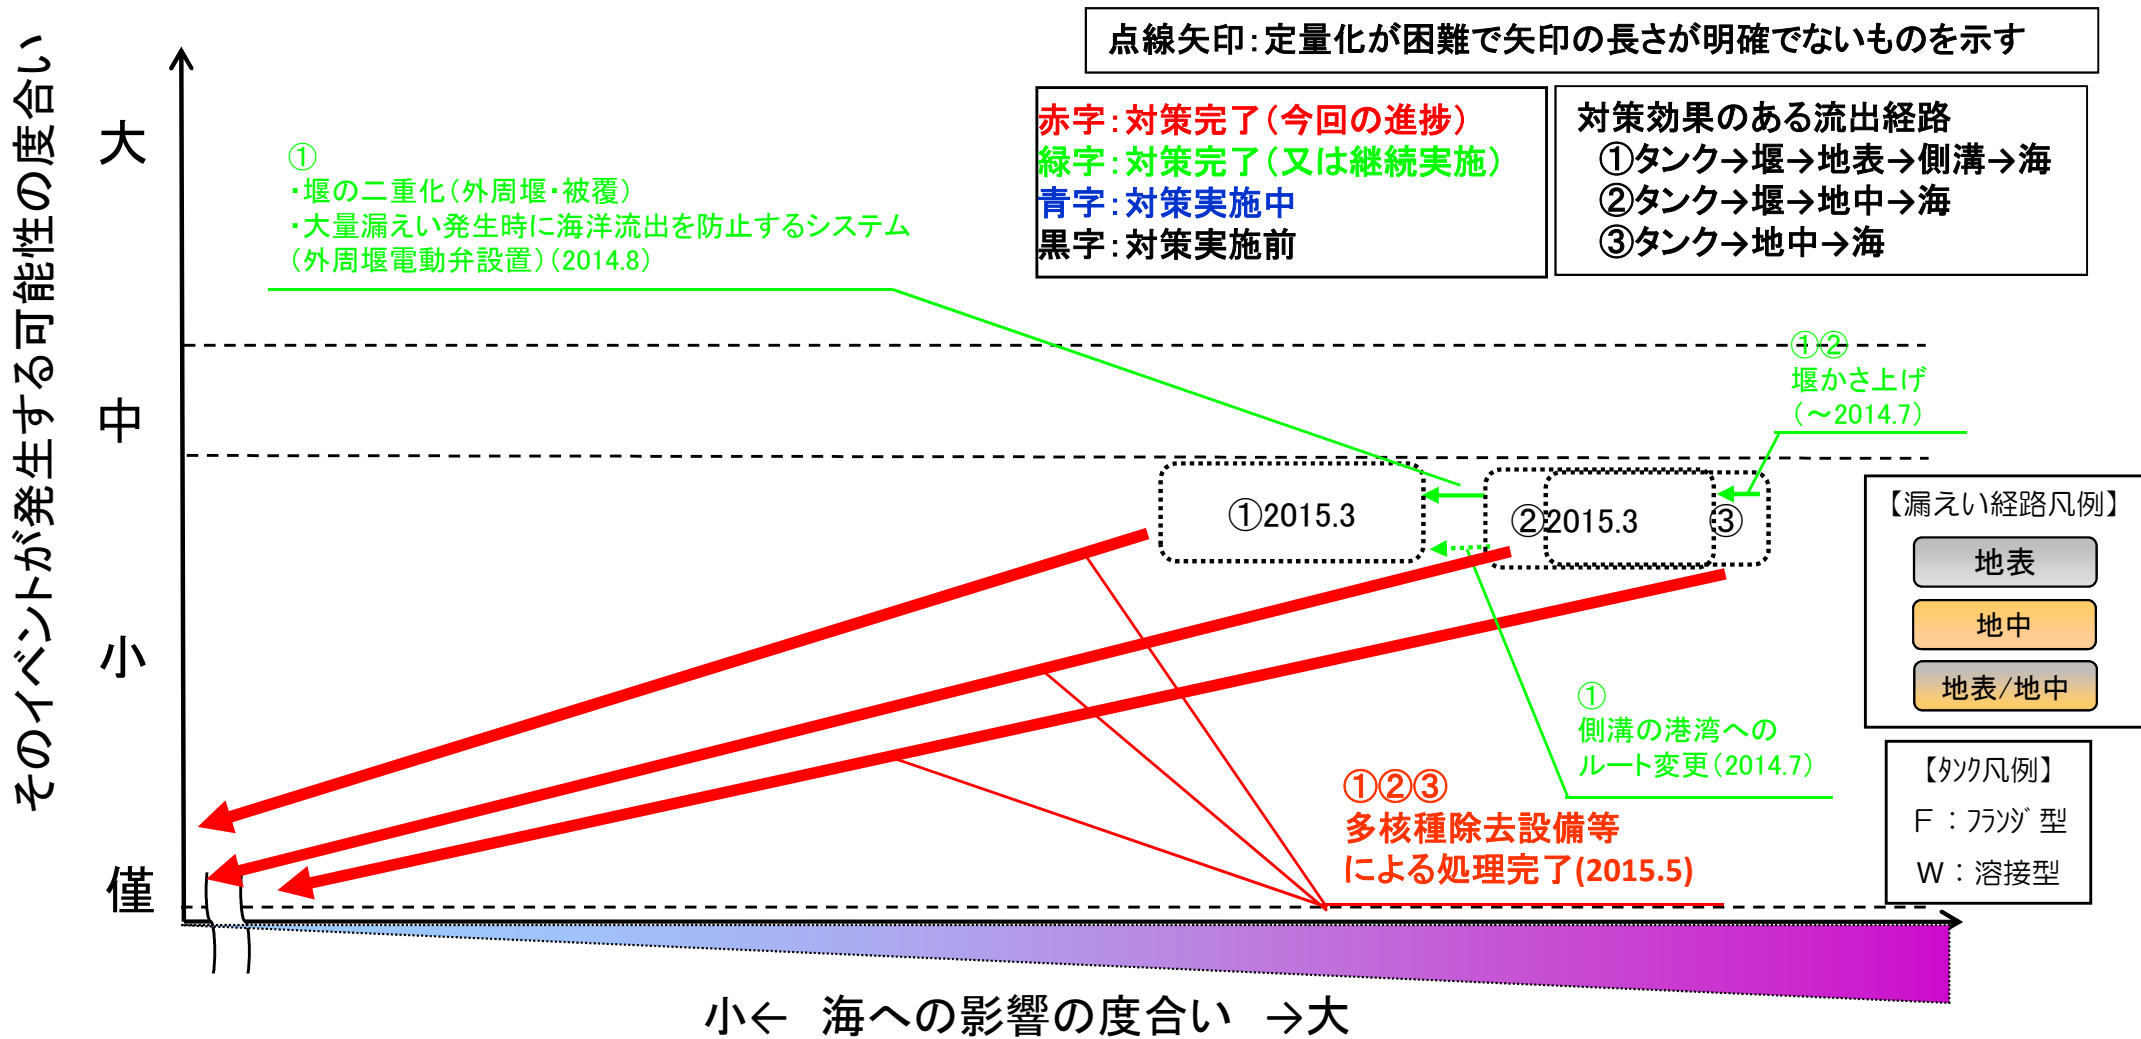 点線矢印：定量化が困難で矢印の長さが明確でないものを示す
赤字：対策完了（今回の進捗）
緑字：対策完了（又は継続実施）
青字：対策実施中
黒字：対策実施前
対策効果のある流出経路
①タンク→堰→地表→側溝→海
②タンク→堰→地中→海
③タンク→地中→海
そのイベントが発生する可能性の度合い
大
中
小
僅
①
・堰の二重化（外周堰・被覆）
・大量漏えい発生時に海洋流出を防止するシステム
（外周堰電動弁設置）（2014.8）
①②
堰かさ上げ
（～2014.7）
①2015.3
②2015.3
③
①
側溝の港湾への
ルート変更（2014.7）
①②③
多核種除去設備等
による処理完了(2015.5)
【漏えい経路凡例】
地表
地中
地表/地中
【ﾀﾝｸ凡例】
Ｆ：ﾌﾗﾝｼﾞ型
Ｗ：溶接型
小← 海への影響の度合い →大